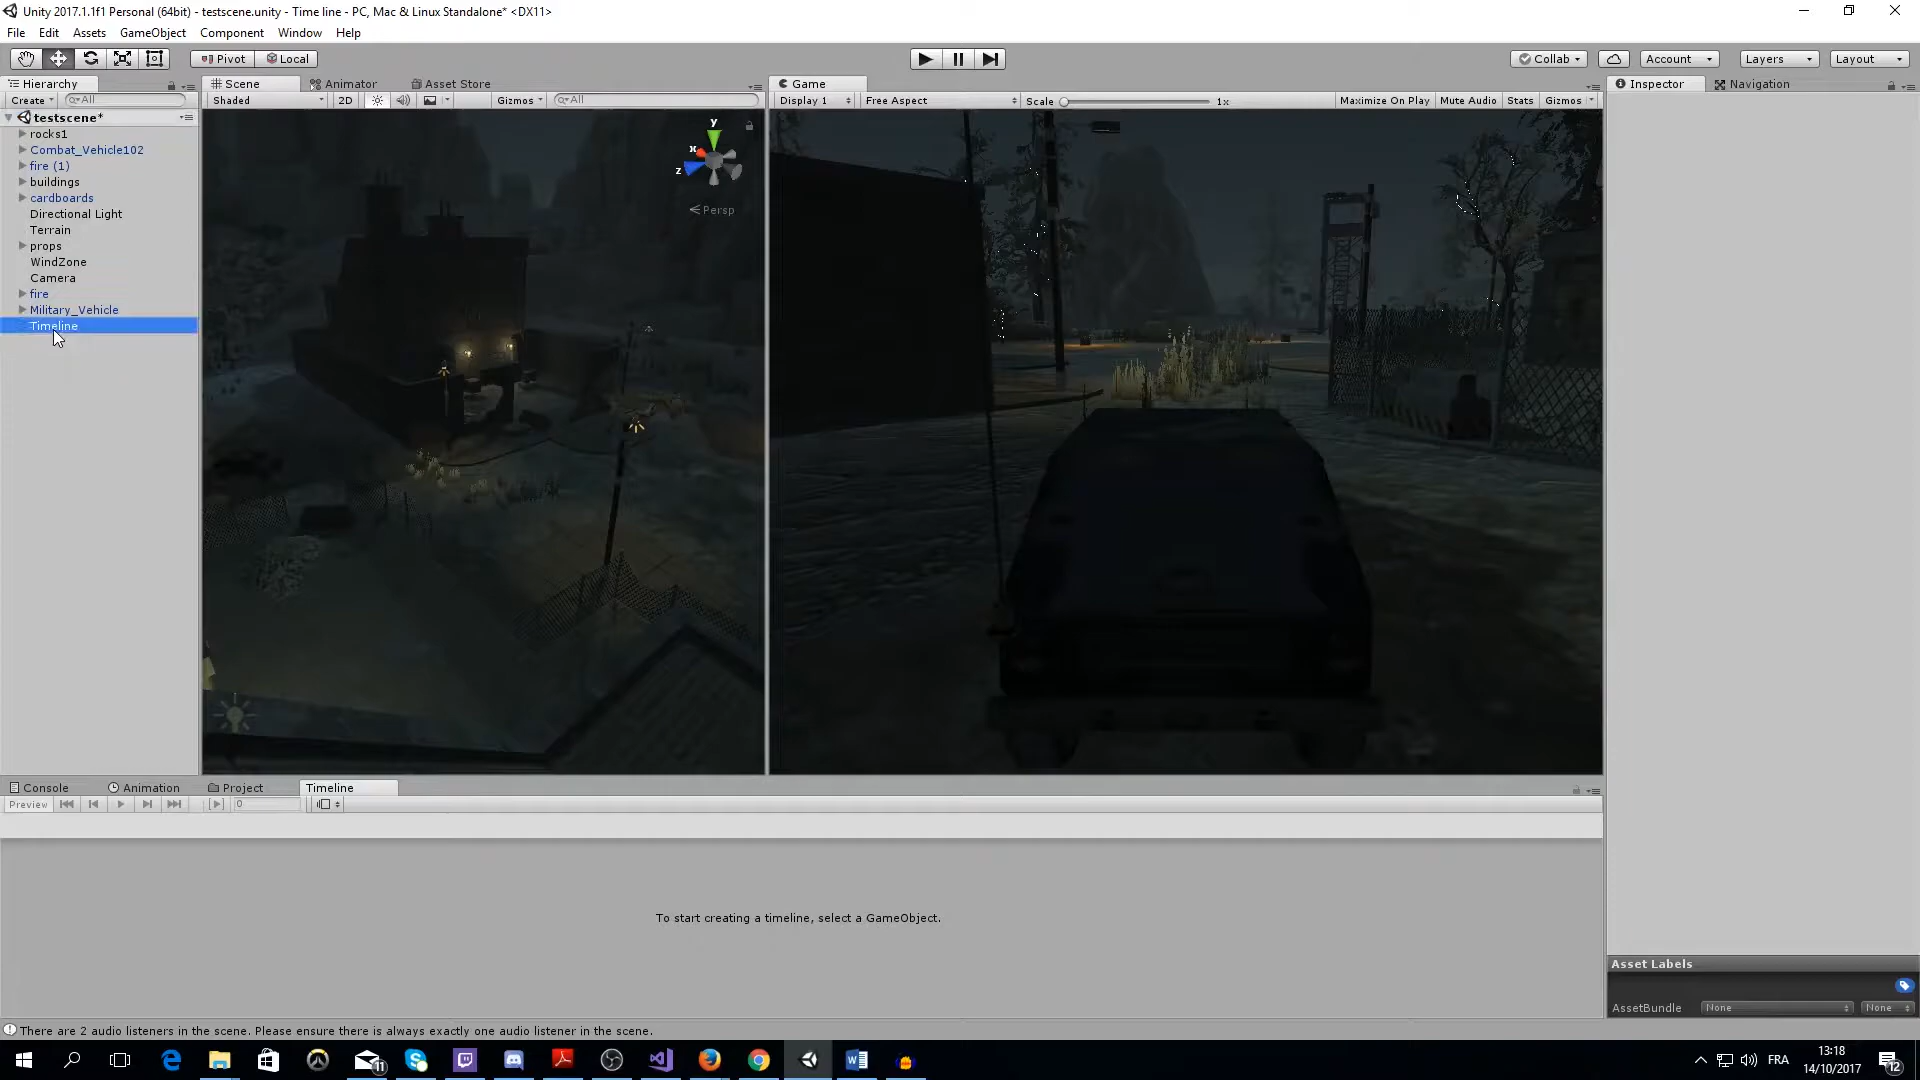 Unity 2017.1.1f1 Personal (64bit) - testscene.unity - Time line - PC, Mac & Linux Standalone* <DX11>
File Edit Assets GameObject Component Window Help
Pivot Local Collab Account Layers Layout
Hierarchy Scene Animator Asset Store Game Inspector Navigation
Create All Shaded 2D Gizmos All Display 1 Free Aspect Scale 1x Maximize On Play Mute Audio Stats Gizmos
testscene*
rocks1
Combat_Vehicle102
fire (1)
buildings
cardboards
Directional Light
Terrain
props
WindZone
Camera
fire
Military_Vehicle
Timeline
y
x
z
Persp
Console Animation Project Timeline
Preview 0
To start creating a timeline, select a GameObject.
Asset Labels
AssetBundle None None
There are 2 audio listeners in the scene. Please ensure there is always exactly one audio listener in the scene.
11 FRA 13:18
14/10/2017 12